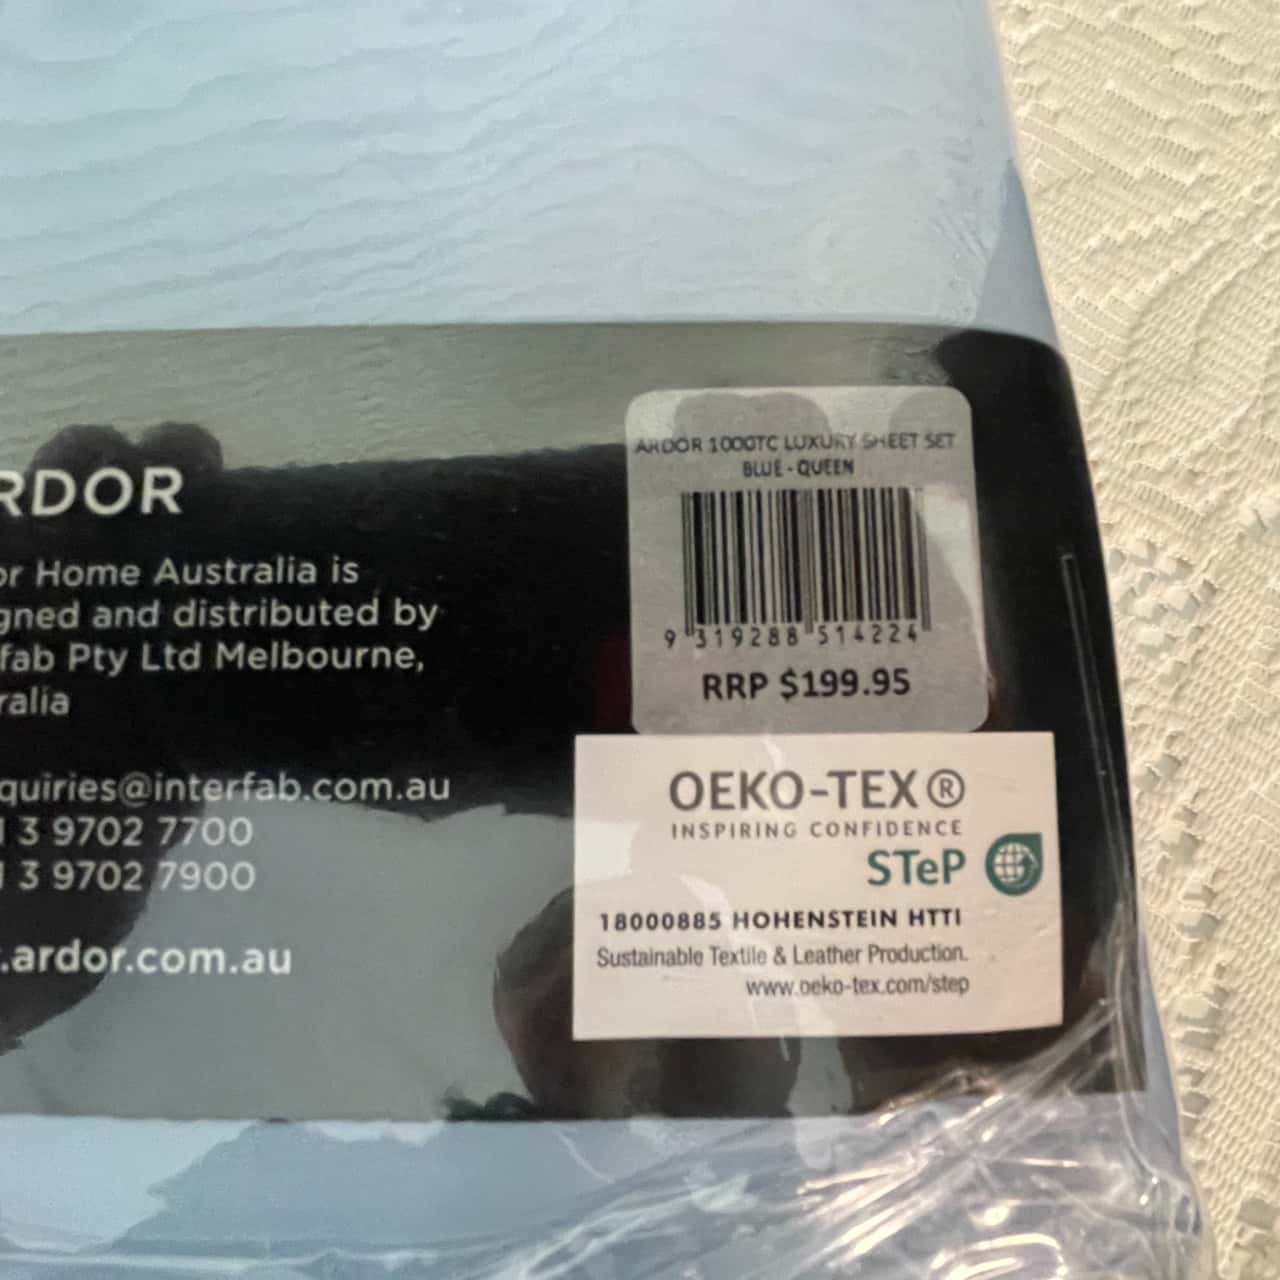 RDOR
or Home Australia is
gned and distributed by
fab Pty Ltd Melbourne,
ralia
quiries@interfab.com.au
1 3 9702 7700
1 3 9702 7900
.ardor.com.au
ARDOR 1000TC LUXURY SHEET SET
BLUE - QUEEN
9 319288 514224
RRP $199.95
OEKO-TEX®
INSPIRING CONFIDENCE
STeP
18000885 HOHENSTEIN HTTI
Sustainable Textile & Leather Production.
www.oeko-tex.com/step